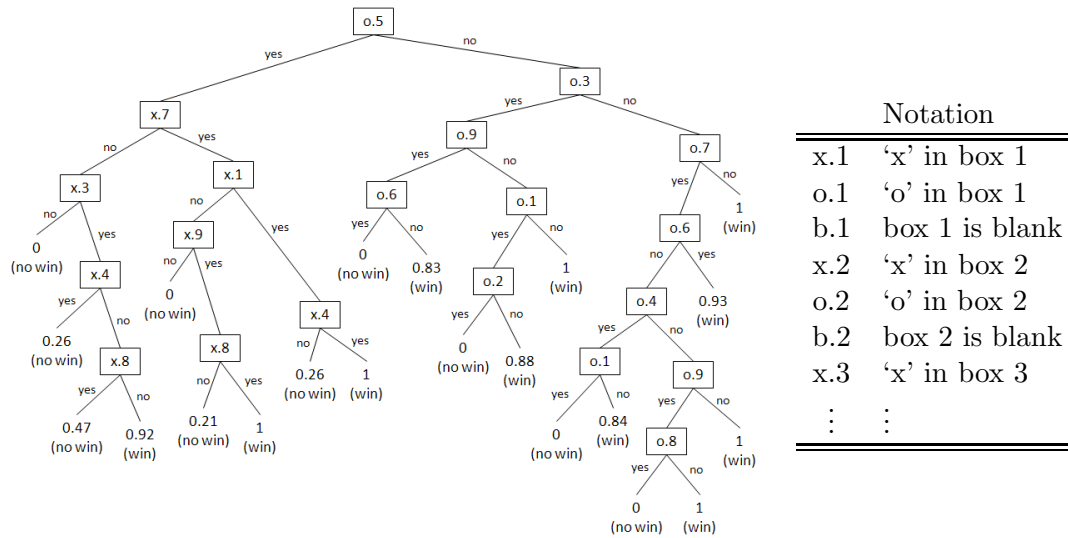 o.5
yes
no
o.3
x.7
yes
no
no
yes
o.9
o.7
yes
no
yes
no
x.3
x.1
o.6
o.1
1
(win)
no
yes
no
yes
yes
no
yes
no
o.6
0
(no win)
x.9
0
(no win)
0.83
(win)
o.2
1
(win)
no
yes
x.4
no
yes
yes
no
o.4
0.93
(win)
yes
no
0
(no win)
x.4
0
(no win)
0.88
(win)
yes
no
0.26
(no win)
x.8
x.8
no
yes
o.1
o.9
yes
no
no
yes
0.26
(no win)
1
(win)
yes
no
yes
no
0.47
(no win)
0.92
(win)
0.21
(no win)
1
(win)
0
(no win)
0.84
(win)
o.8
1
(win)
yes
no
0
(no win)
1
(win)
Notation
x.1 ‘x’ in box 1
o.1 ‘o’ in box 1
b.1 box 1 is blank
x.2 ‘x’ in box 2
o.2 ‘o’ in box 2
b.2 box 2 is blank
x.3 ‘x’ in box 3
⋮ ⋮